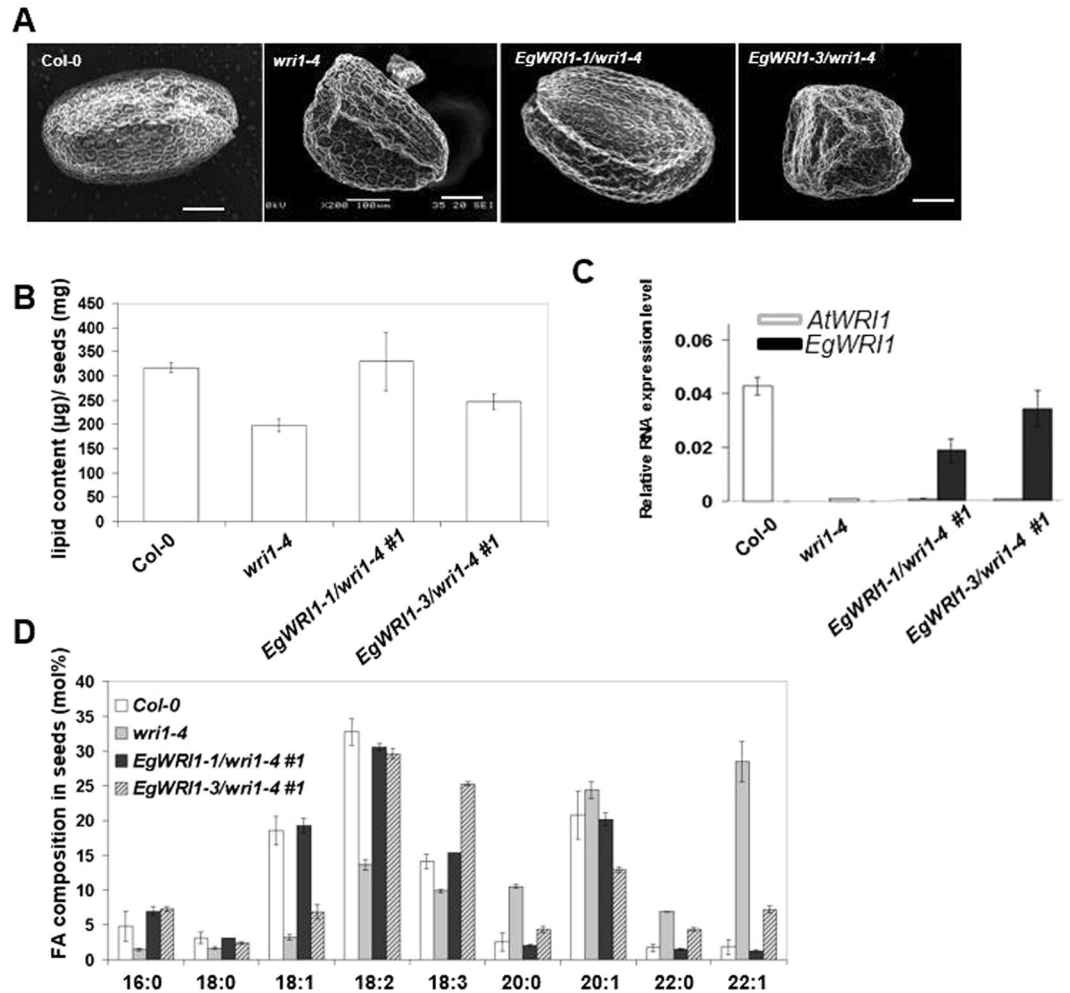 A
Col-0
wri1-4
EgWRI1-1/wri1-4
EgWRI1-3/wri1-4
0kV X200 100µm 35 20 SEI
B
lipid content (µg)/ seeds (mg)
450
400
350
300
250
200
150
100
50
0
Col-0
wri1-4
EgWRI1-1/wri1-4 #1
EgWRI1-3/wri1-4 #1
C
Relative RNA expression level
AtWRI1
EgWRI1
0.06
0.04
0.02
0
Col-0
wri1-4
EgWRI1-1/wri1-4 #1
EgWRI1-3/wri1-4 #1
D
FA composition in seeds (mol%)
40
35
30
25
20
15
10
5
0
Col-0
wri1-4
EgWRI1-1/wri1-4 #1
EgWRI1-3/wri1-4 #1
16:0 18:0 18:1 18:2 18:3 20:0 20:1 22:0 22:1